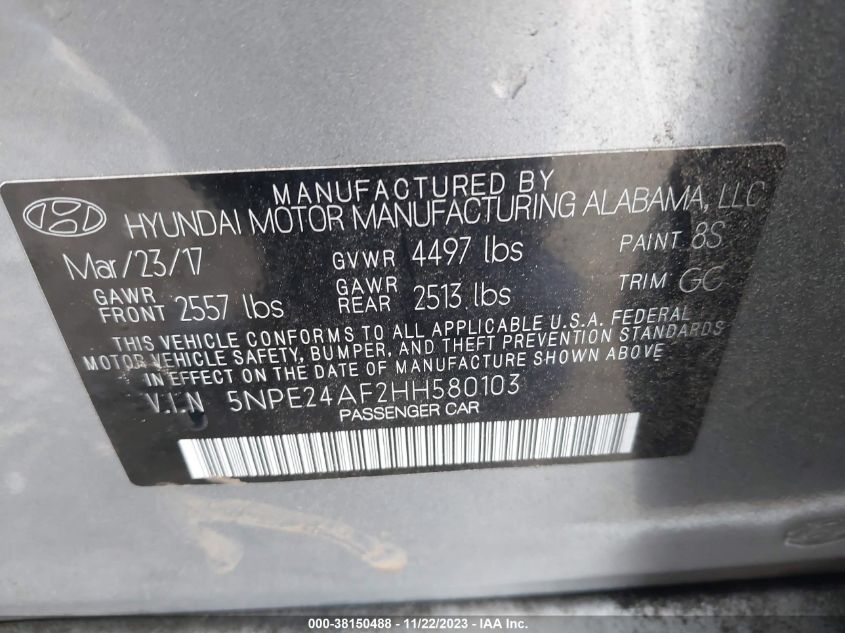 MANUFACTURED BY
HYUNDAI MOTOR MANUFACTURING ALABAMA, LLC
Mar/23/17 GVWR 4497 lbs PAINT 8S
GAWR FRONT 2557 lbs GAWR REAR 2513 lbs TRIM GC
THIS VEHICLE CONFORMS TO ALL APPLICABLE U.S.A. FEDERAL
MOTOR VEHICLE SAFETY, BUMPER, AND THEFT PREVENTION STANDARDS
IN EFFECT ON THE DATE OF MANUFACTURE SHOWN ABOVE
V.I.N 5NPE24AF2HH580103
PASSENGER CAR
000-38150488 - 11/22/2023 - IAA Inc.